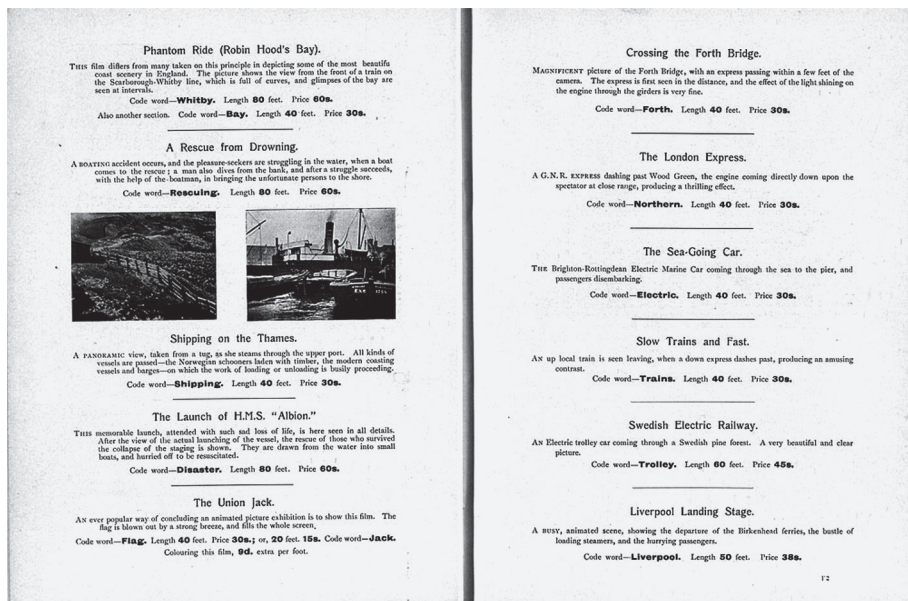 Phantom Ride (Robin Hood's Bay).
THIS film differs from many taken on this principle in depicting some of the most beautifu
coast scenery in England. The picture shows the view from the front of a train on
the Scarborough-Whitby line, which is full of curves, and glimpses of the bay are
seen at intervals.
Code word—Whitby. Length 80 feet. Price 60s.
Also another section. Code word—Bay. Length 40 feet. Price 30s.
A Rescue from Drowning.
A BOATING accident occurs, and the pleasure-seekers are struggling in the water, when a boat
comes to the rescue; a man also dives from the bank, and after a struggle succeeds,
with the help of the boatman, in bringing the unfortunate persons to the shore.
Code word—Rescuing. Length 80 feet. Price 60s.
Shipping on the Thames.
A PANORAMIC view, taken from a tug, as she steams through the upper port. All kinds of
vessels are passed—the Norwegian schooners laden with timber, the modern coasting
vessels and barges—on which the work of loading or unloading is busily proceeding.
Code word—Shipping. Length 40 feet. Price 30s.
The Launch of H.M.S. "Albion."
THIS memorable launch, attended with such sad loss of life, is here seen in all details.
After the view of the actual launching of the vessel, the rescue of those who survived
the collapse of the staging is shown. They are drawn from the water into small
boats, and hurried off to be resuscitated.
Code word—Disaster. Length 80 feet. Price 60s.
The Union Jack.
AN ever popular way of concluding an animated picture exhibition is to show this film. The
flag is blown out by a strong breeze, and fills the whole screen.
Code word—Flag. Length 40 feet. Price 30s.; or, 20 feet. 15s. Code word—Jack.
Colouring this film, 9d. extra per foot.
Crossing the Forth Bridge.
MAGNIFICENT picture of the Forth Bridge, with an express passing within a few feet of the
camera. The express is first seen in the distance, and the effect of the light shining on
the engine through the girders is very fine.
Code word—Forth. Length 40 feet. Price 30s.
The London Express.
A G.N.R. EXPRESS dashing past Wood Green, the engine coming directly down upon the
spectator at close range, producing a thrilling effect.
Code word—Northern. Length 40 feet. Price 30s.
The Sea-Going Car.
THE Brighton-Rottingdean Electric Marine Car coming through the sea to the pier, and
passengers disembarking.
Code word—Electric. Length 40 feet. Price 30s.
Slow Trains and Fast.
AN up local train is seen leaving, when a down express dashes past, producing an amusing
contrast.
Code word—Trains. Length 40 feet. Price 30s.
Swedish Electric Railway.
AN Electric trolley car coming through a Swedish pine forest. A very beautiful and clear
picture.
Code word—Trolley. Length 60 feet. Price 45s.
Liverpool Landing Stage.
A BUSY, animated scene, showing the departure of the Birkenhead ferries, the bustle of
loading steamers, and the hurrying passengers.
Code word—Liverpool. Length 50 feet. Price 38s.